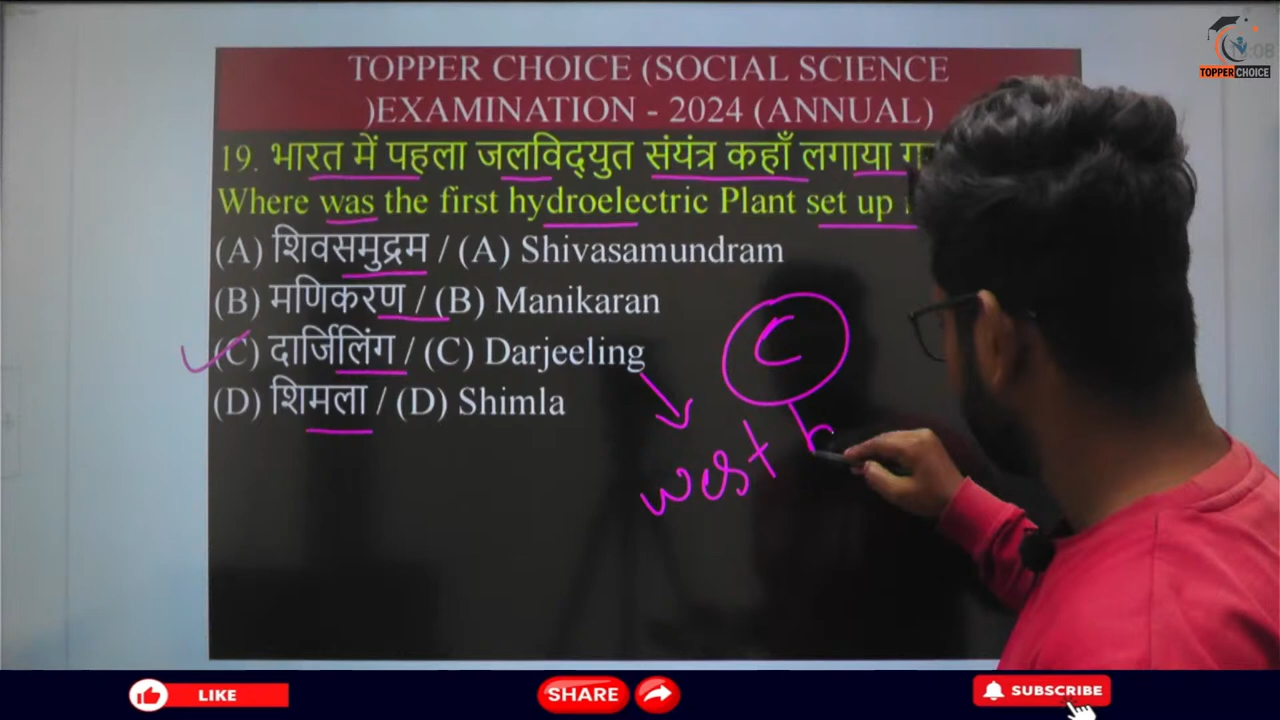 TOPPER CHOICE
TOPPER CHOICE (SOCIAL SCIENCE
)EXAMINATION - 2024 (ANNUAL)
19. भारत में पहला जलविद्युत संयंत्र कहाँ लगाया
Where was the first hydroelectric Plant set up
(A) शिवसमुद्रम / (A) Shivasamundram
(B) मणिकरण / (B) Manikaran
(C) दार्जिलिंग / (C) Darjeeling
(D) शिमला / (D) Shimla
C
west
LIKE
SHARE
SUBSCRIBE